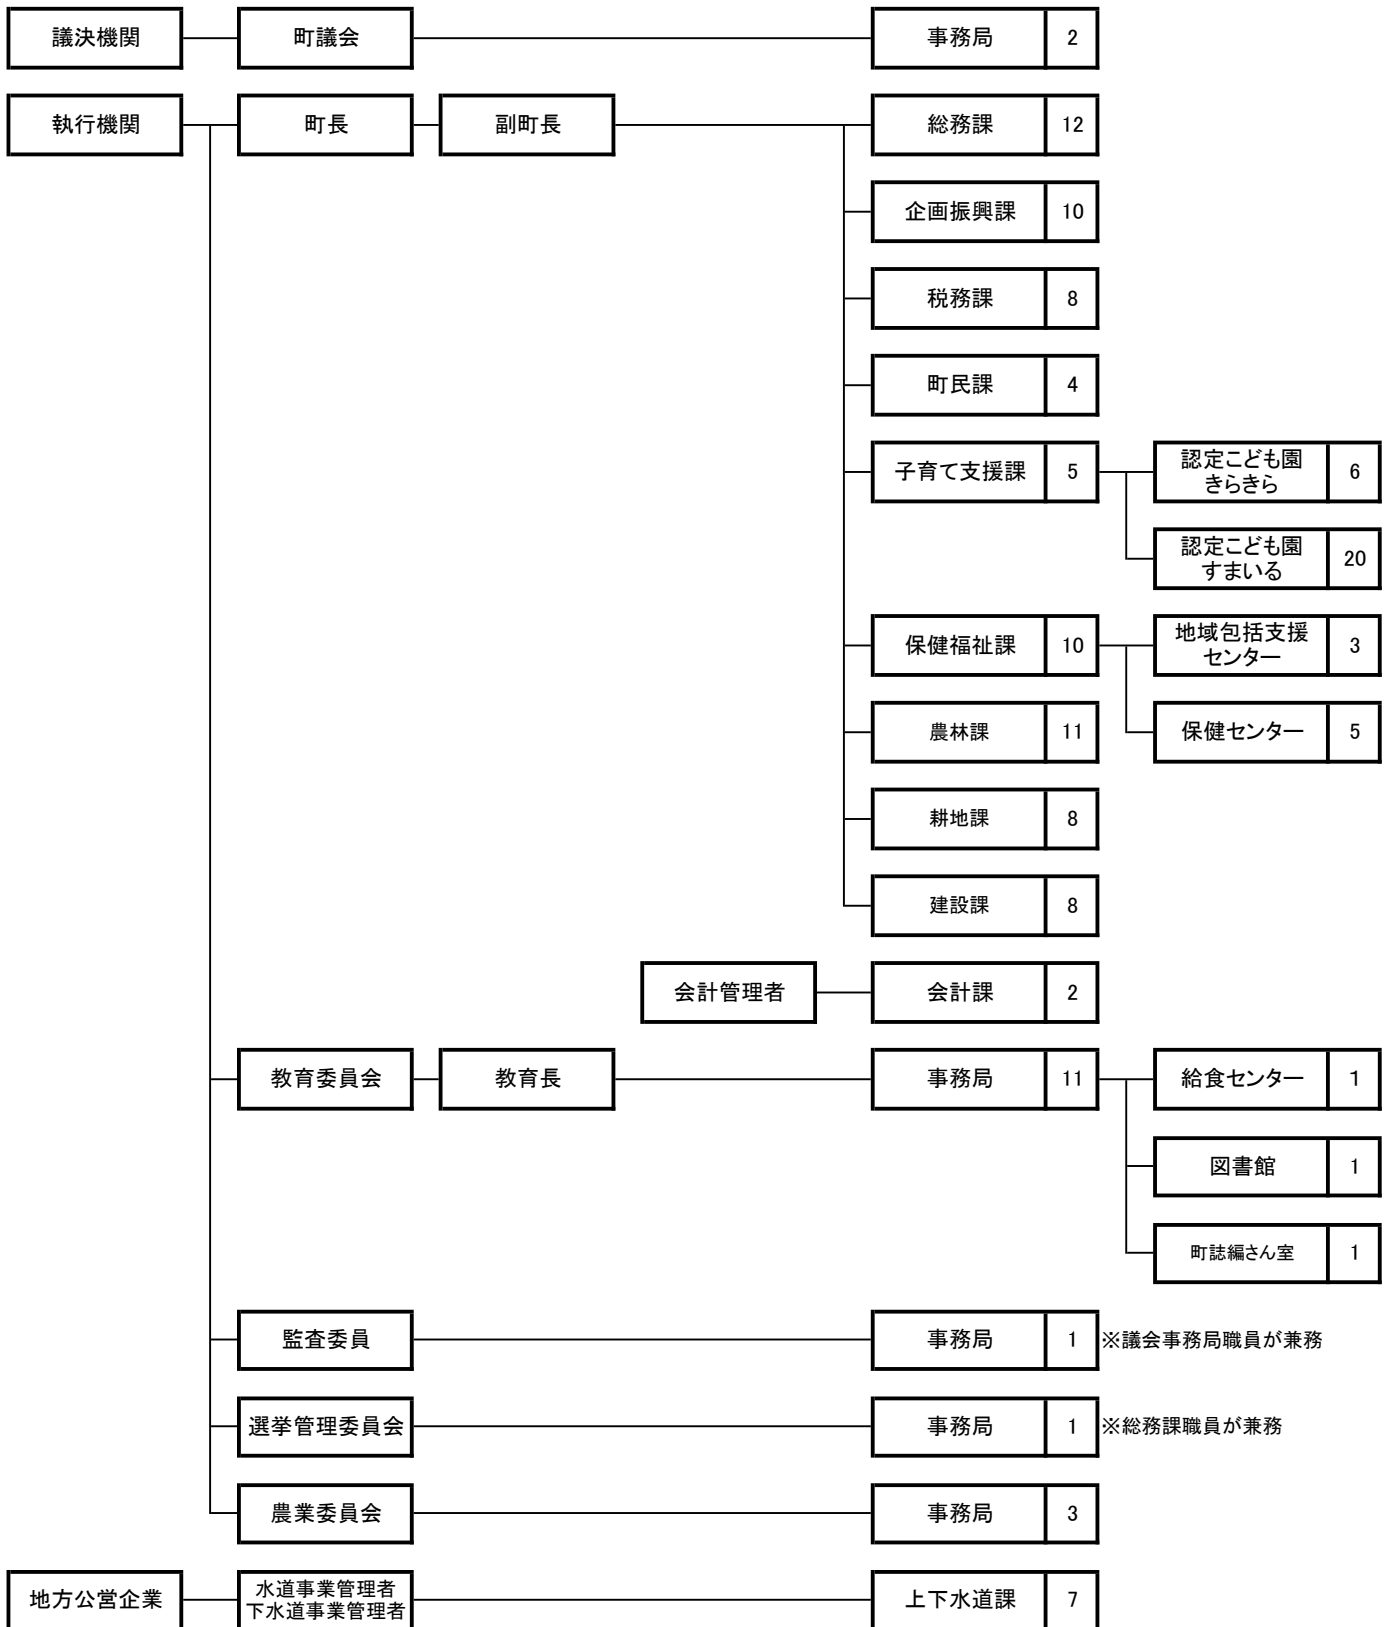 議決機関 町議会 事務局 2
執行機関 町長 副町長 総務課 12
企画振興課 10
税務課 8
町民課 4
子育て支援課 5 認定こども園
きらきら 6
認定こども園
すまいる 20
保健福祉課 10 地域包括支援
センター 3
農林課 11 保健センター 5
耕地課 8
建設課 8
会計管理者 会計課 2
教育委員会 教育長 事務局 11 給食センター 1
図書館 1
町誌編さん室 1
監査委員 事務局 1 ※議会事務局職員が兼務
選挙管理委員会 事務局 1 ※総務課職員が兼務
農業委員会 事務局 3
地方公営企業 水道事業管理者
下水道事業管理者 上下水道課 7